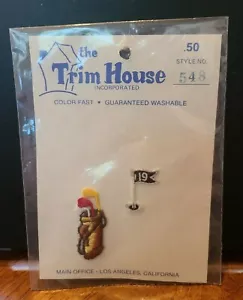 the
Trim House
INCORPORATED
.50
STYLE NO.
548
COLOR-FAST • GUARANTEED WASHABLE
19
MAIN OFFICE - LOS ANGELES, CALIFORNIA